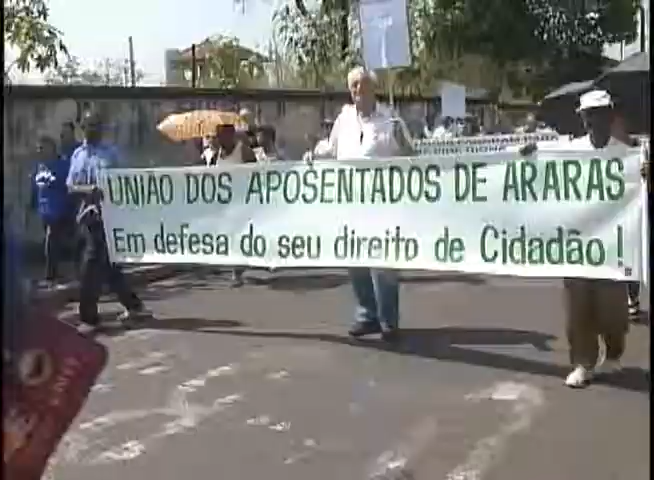 UNIAO DOS APOSENTADOS DE ARARAS
Em defesa do seu direito de Cidadão!